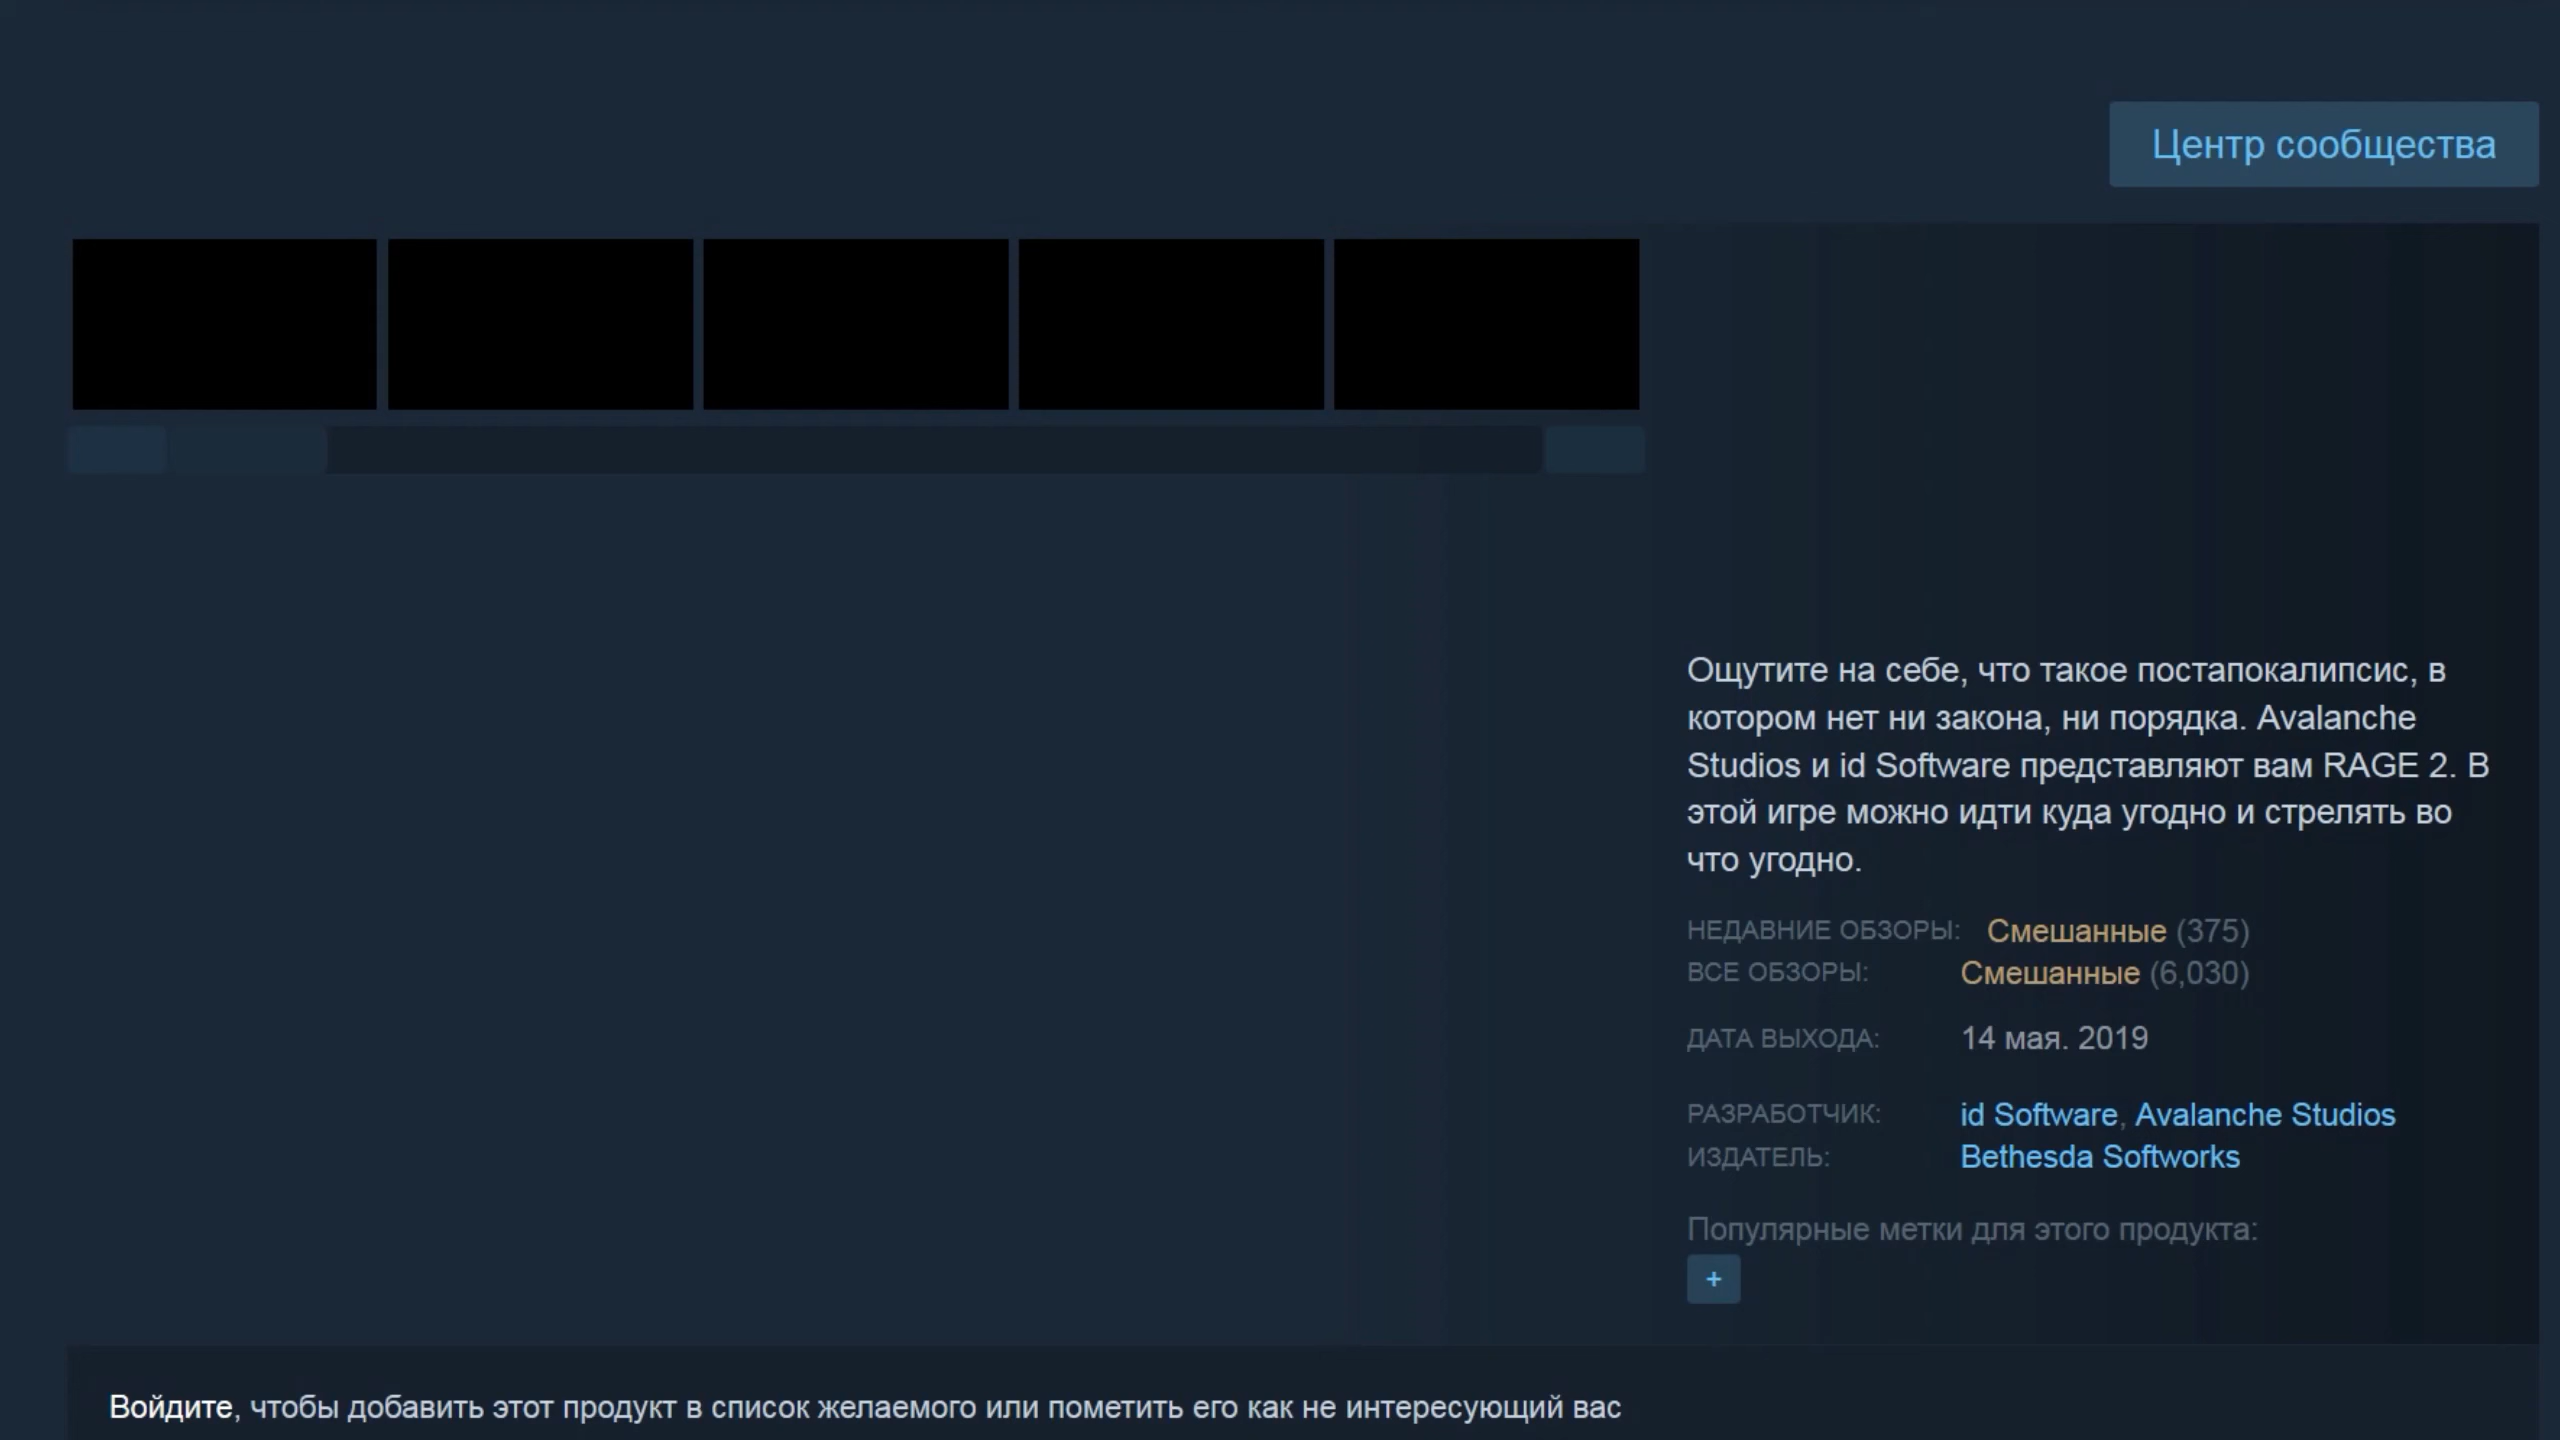 Центр сообщества
Ощутите на себе, что такое постапокалипсис, в
котором нет ни закона, ни порядка. Avalanche
Studios и id Software представляют вам RAGE 2. В
этой игре можно идти куда угодно и стрелять во
что угодно.
НЕДАВНИЕ ОБЗОРЫ: Смешанные (375)
ВСЕ ОБЗОРЫ: Смешанные (6,030)
ДАТА ВЫХОДА: 14 мая. 2019
РАЗРАБОТЧИК: id Software, Avalanche Studios
ИЗДАТЕЛЬ: Bethesda Softworks
Популярные метки для этого продукта:
+
Войдите, чтобы добавить этот продукт в список желаемого или пометить его как не интересующий вас